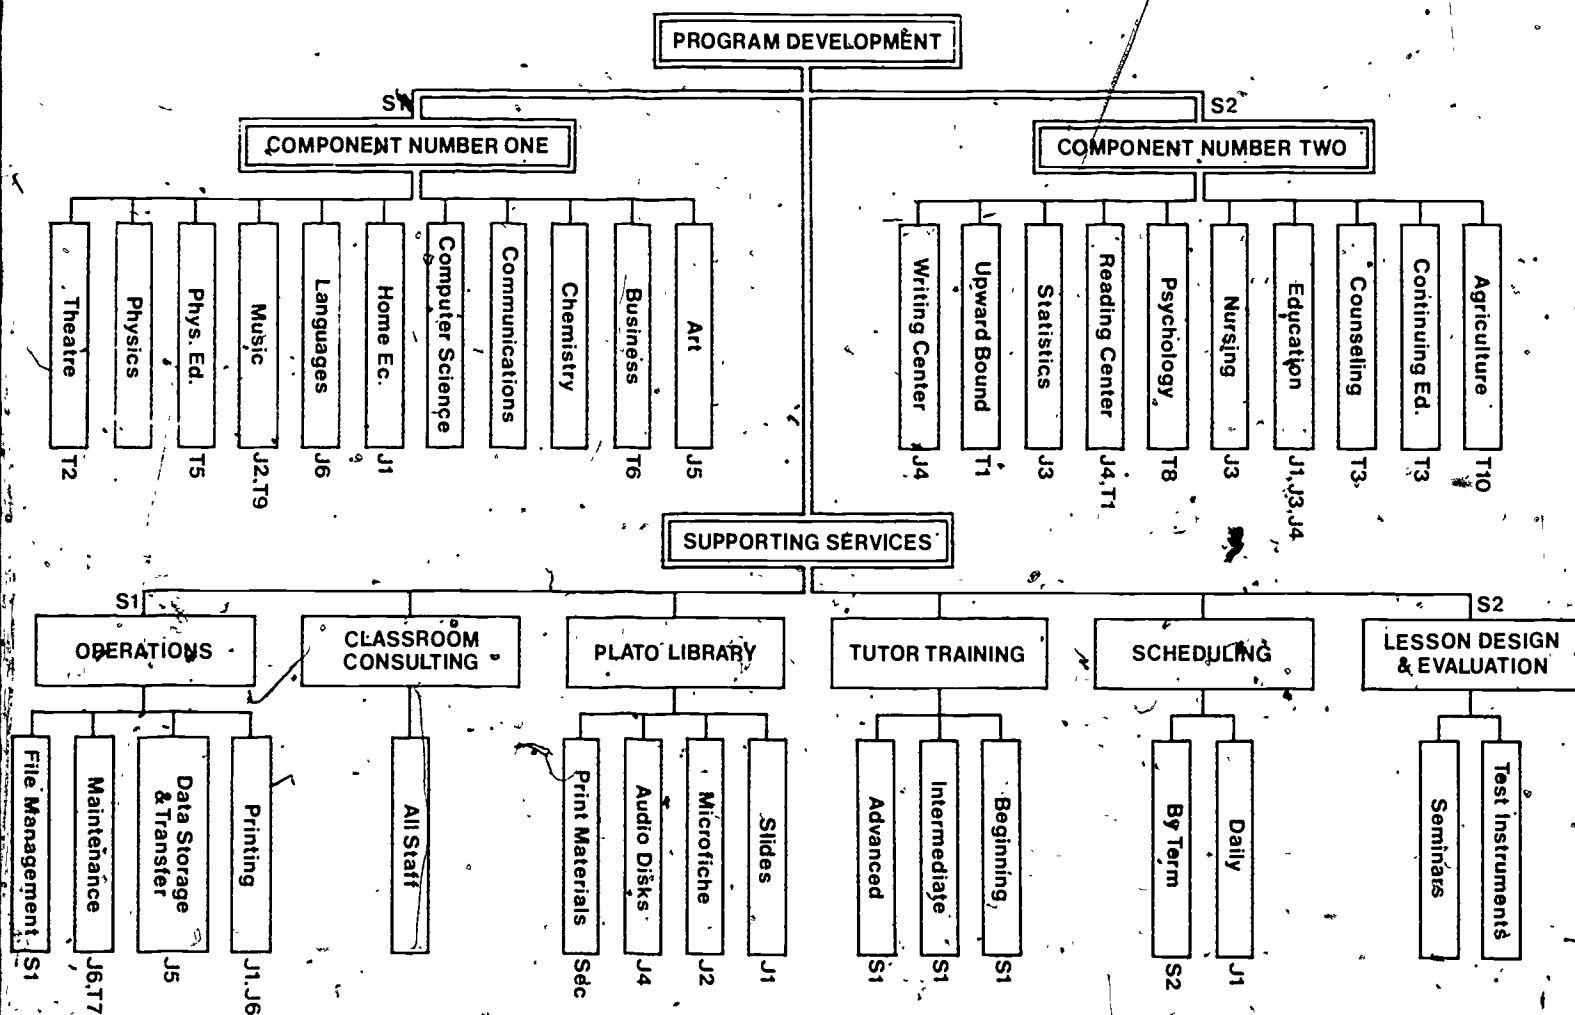 PROGRAM DEVELOPMENT
S1
S2
COMPONENT NUMBER ONE
COMPONENT NUMBER TWO
Theatre
T2
Physics
Phys. Ed.
T5
Music
J2,T9
Languages
J6
Home Ec.
J1
Computer Science
Communications
Chemistry
Business
T6
Art
J5
Writing Center
J4
Upward Bound
T1
Statistics
J3
Reading Center
J4,T1
Psychology
T8
Nursing
J3
Education
J1,J3,J4
Counseling
T3
Continuing Ed.
T3
Agriculture
T10
SUPPORTING SERVICES
S1
S2
OPERATIONS
CLASSROOM
CONSULTING
PLATO LIBRARY
TUTOR TRAINING
SCHEDULING
LESSON DESIGN
& EVALUATION
File Management
S1
Maintenance
J6,T7
Data Storage
&Transfer
J5
Printing
J1,J6
All Staff
Print Materials
Sec
Audio Disks
J4
Microfiche
J2
Slides
J1
Advanced
S1
Intermediate
S1
Beginning
S1
By Term
S2
Daily
J1
Seminars
Test Instruments